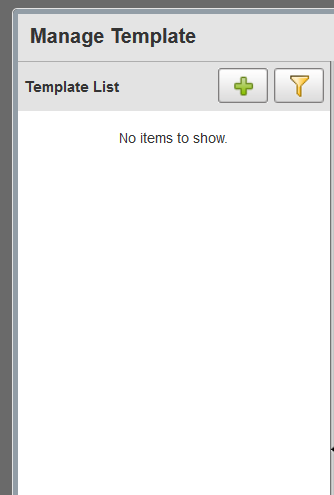 Manage Template
Template List
No items to show.